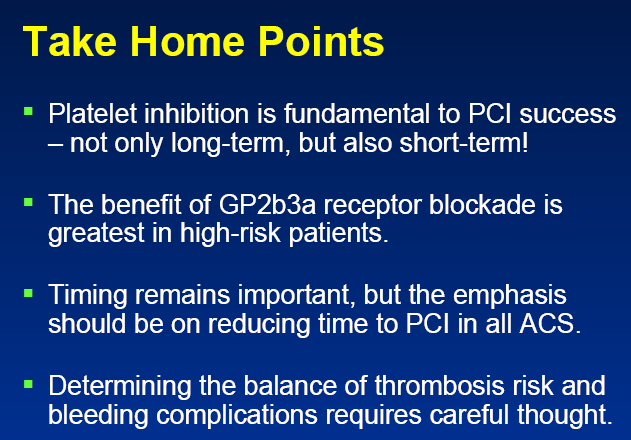 Take Home Points
▪ Platelet inhibition is fundamental to PCI success
– not only long-term, but also short-term!
▪ The benefit of GP2b3a receptor blockade is
greatest in high-risk patients.
▪ Timing remains important, but the emphasis
should be on reducing time to PCI in all ACS.
▪ Determining the balance of thrombosis risk and
bleeding complications requires careful thought.